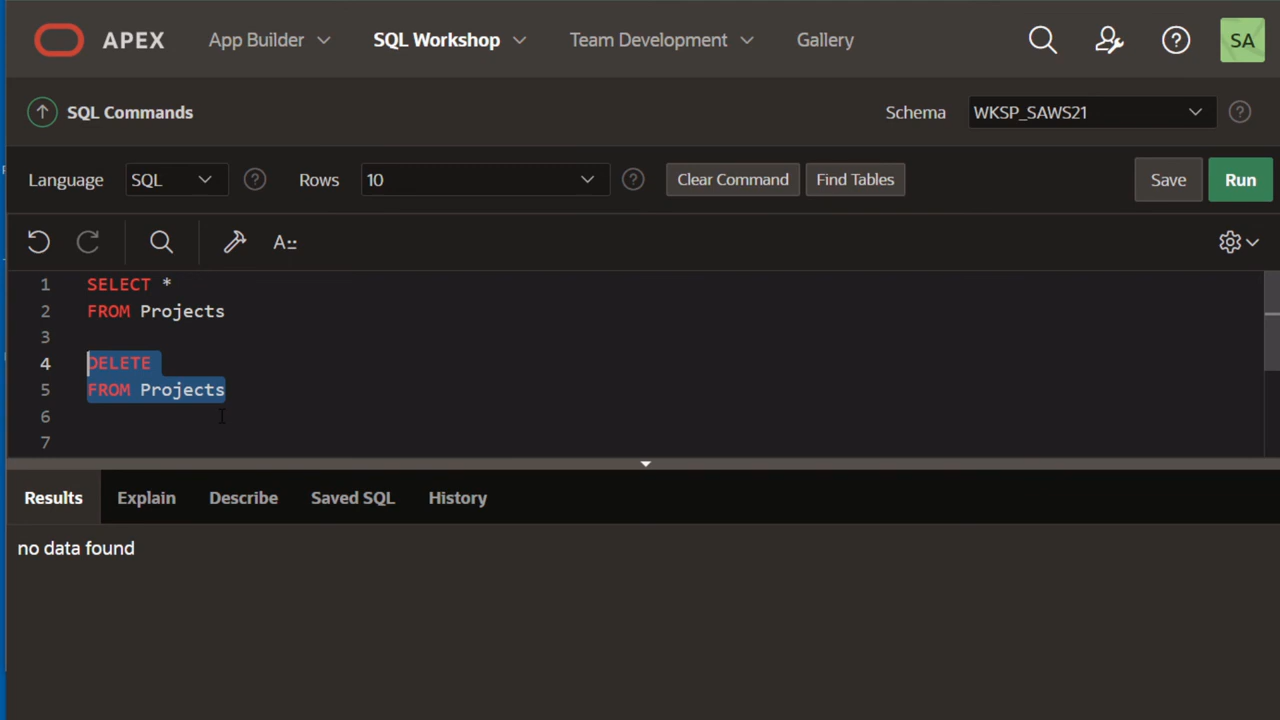 APEX App Builder SQL Workshop Team Development Gallery SA
SQL Commands Schema WKSP_SAWS21
Language SQL Rows 10 Clear Command Find Tables Save Run
A::
1 SELECT *
2 FROM Projects
3
4 DELETE
5 FROM Projects
6
7
Results Explain Describe Saved SQL History
no data found